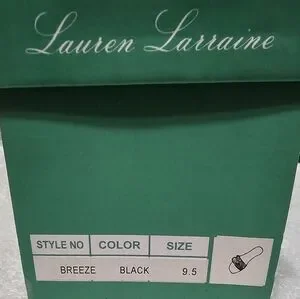 Lauren Larraine
STYLE NO COLOR SIZE
BREEZE BLACK 9.5